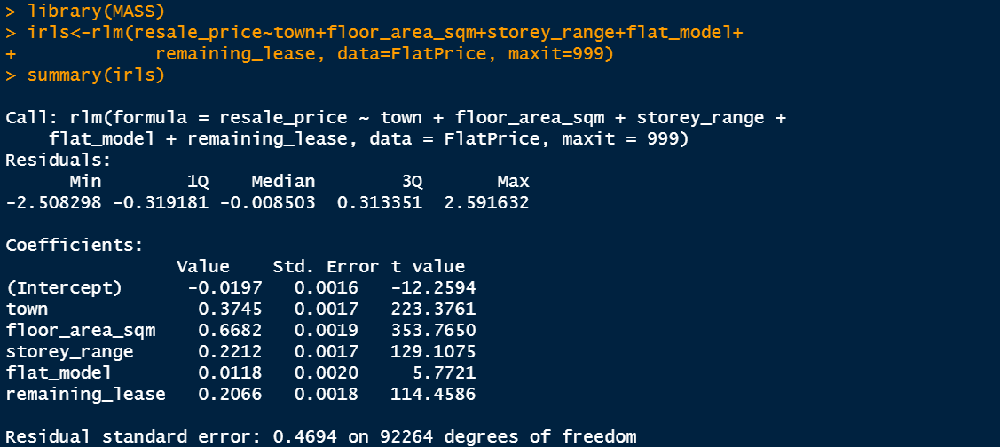 > library(MASS)
> irls<-rlm(resale_price~town+floor_area_sqm+storey_range+flat_model+
+             remaining_lease, data=FlatPrice, maxit=999)
> summary(irls)

Call: rlm(formula = resale_price ~ town + floor_area_sqm + storey_range +
    flat_model + remaining_lease, data = FlatPrice, maxit = 999)
Residuals:
      Min        1Q    Median        3Q       Max
-2.508298 -0.319181 -0.008503  0.313351  2.591632

Coefficients:
                Value    Std. Error t value
(Intercept)      -0.0197   0.0016  -12.2594
town              0.3745   0.0017  223.3761
floor_area_sqm    0.6682   0.0019  353.7650
storey_range      0.2212   0.0017  129.1075
flat_model        0.0118   0.0020    5.7721
remaining_lease   0.2066   0.0018  114.4586

Residual standard error: 0.4694 on 92264 degrees of freedom